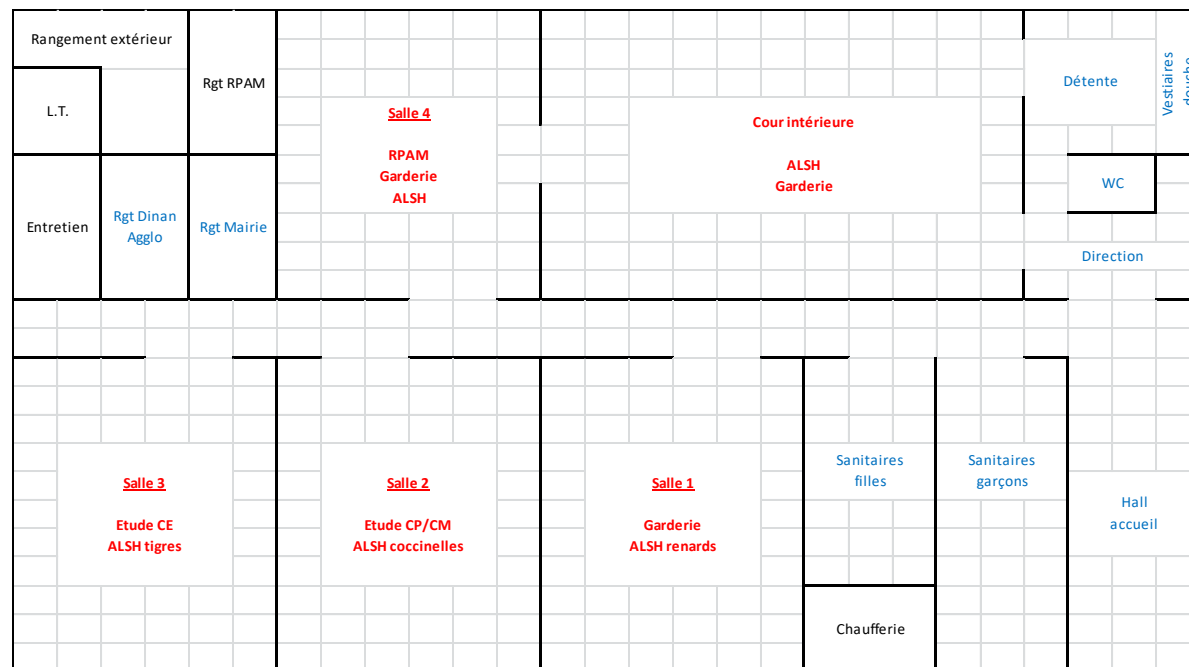 Rangement extérieur
Rgt RPAM
L.T.
Salle 4
RPAM
Garderie
ALSH
Cour intérieure
ALSH
Garderie
Détente
Vestiaires
douche
WC
Entretien
Rgt Dinan
Agglo
Rgt Mairie
Direction
Salle 3
Etude CE
ALSH tigres
Salle 2
Etude CP/CM
ALSH coccinelles
Salle 1
Garderie
ALSH renards
Sanitaires
filles
Sanitaires
garçons
Hall
accueil
Chaufferie